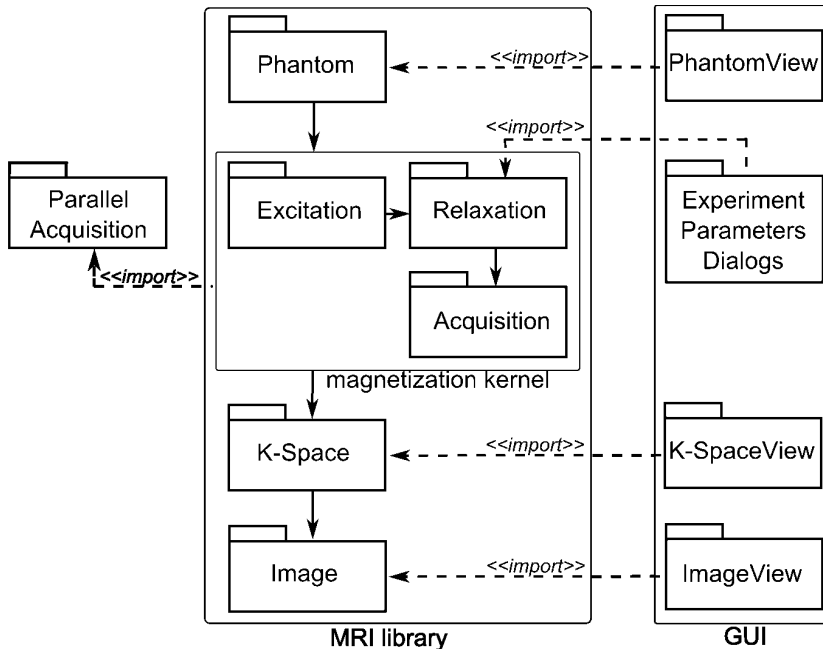 Phantom
<<import>>
PhantomView
<<import>>
Parallel
Acquisition
Excitation
Relaxation
Experiment
Parameters
Dialogs
<<import>>
Acquisition
magnetization kernel
K-Space
<<import>>
K-SpaceView
Image
<<import>>
ImageView
MRI library
GUI